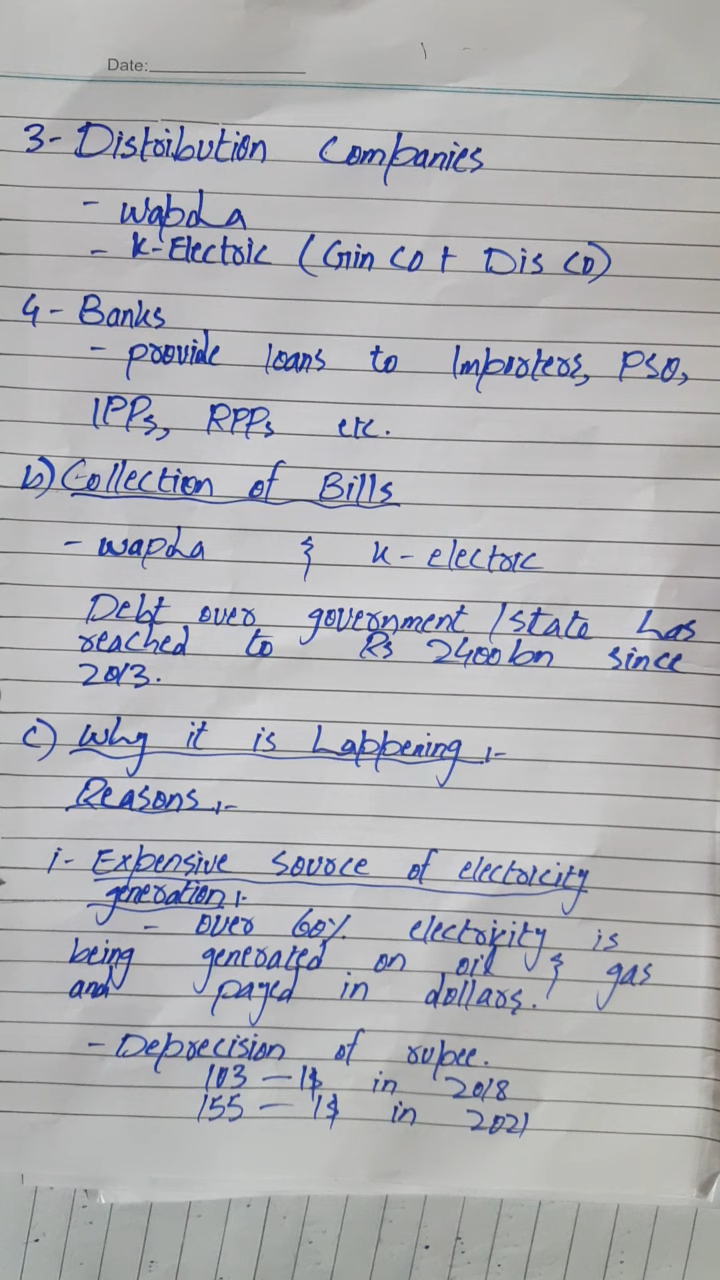 Date:
3- Distribution Companies
- Wapda
- K-Electric (Gin CO + Dis CO)
4- Banks
- provide loans to Importers, PSO,
IPPs, RPPs etc.
b) Collection of Bills
- wapda & k-electric
Debt over government / state has
reached to Rs 2400 bn since
2013.
c) Why it is happening :-
Reasons :-
i- Expensive source of electricity
generation :-
- over 60% electricity is
being generated on oil & gas
and payed in dollars.
- Deprecision of rupee.
103 - 1$ in 2018
155 - 1$ in 2021